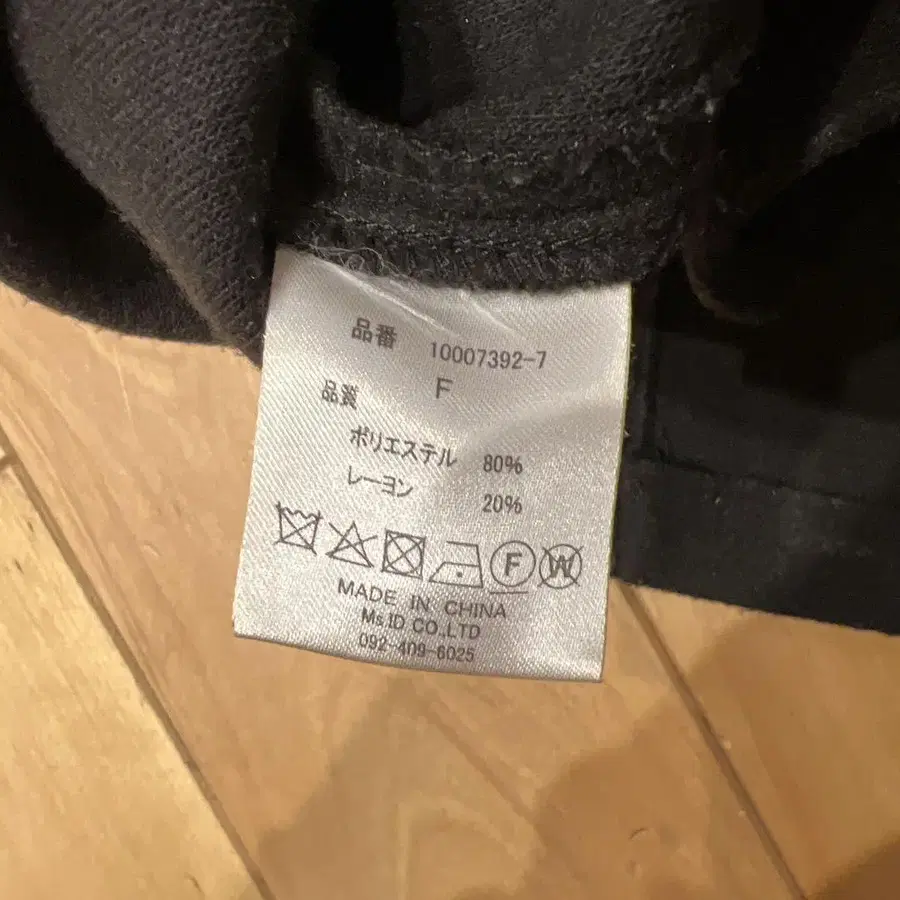 品番 10007392-7
品質 F
ポリエステル 80%
レーヨン 20%
F W
MADE IN CHINA
Ms.ID CO.,LTD
092-409-6025